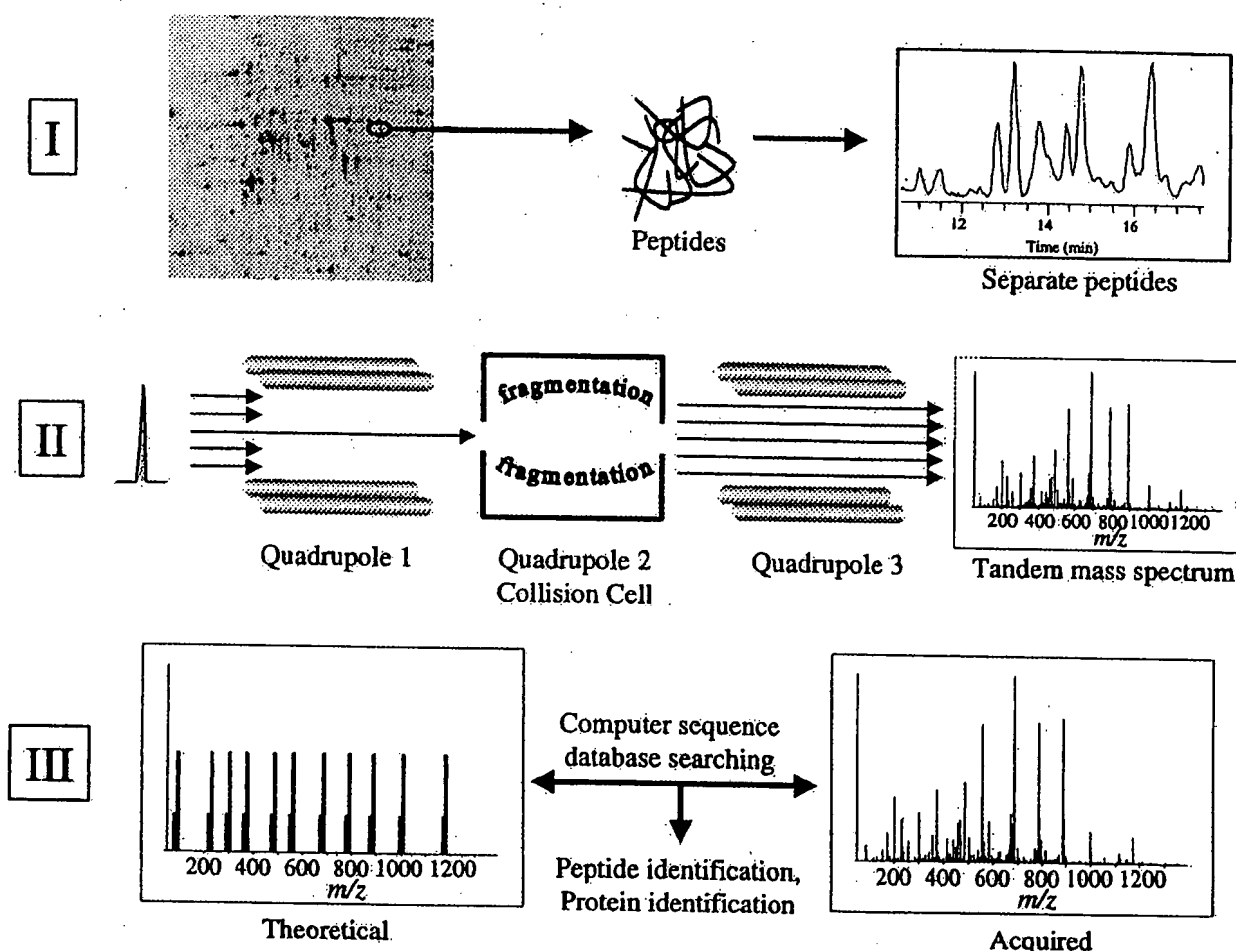 I
Peptides
12 14 16
Time (min)
Separate peptides
II
fragmentation
fragmentation
Quadrupole 1
Quadrupole 2
Collision Cell
Quadrupole 3
200 400 600 800 1000 1200
m/z
Tandem mass spectrum
III
200 400 600 800 1000 1200
m/z
Theoretical
Computer sequence
database searching
Peptide identification,
Protein identification
200 400 600 800 1000 1200
m/z
Acquired